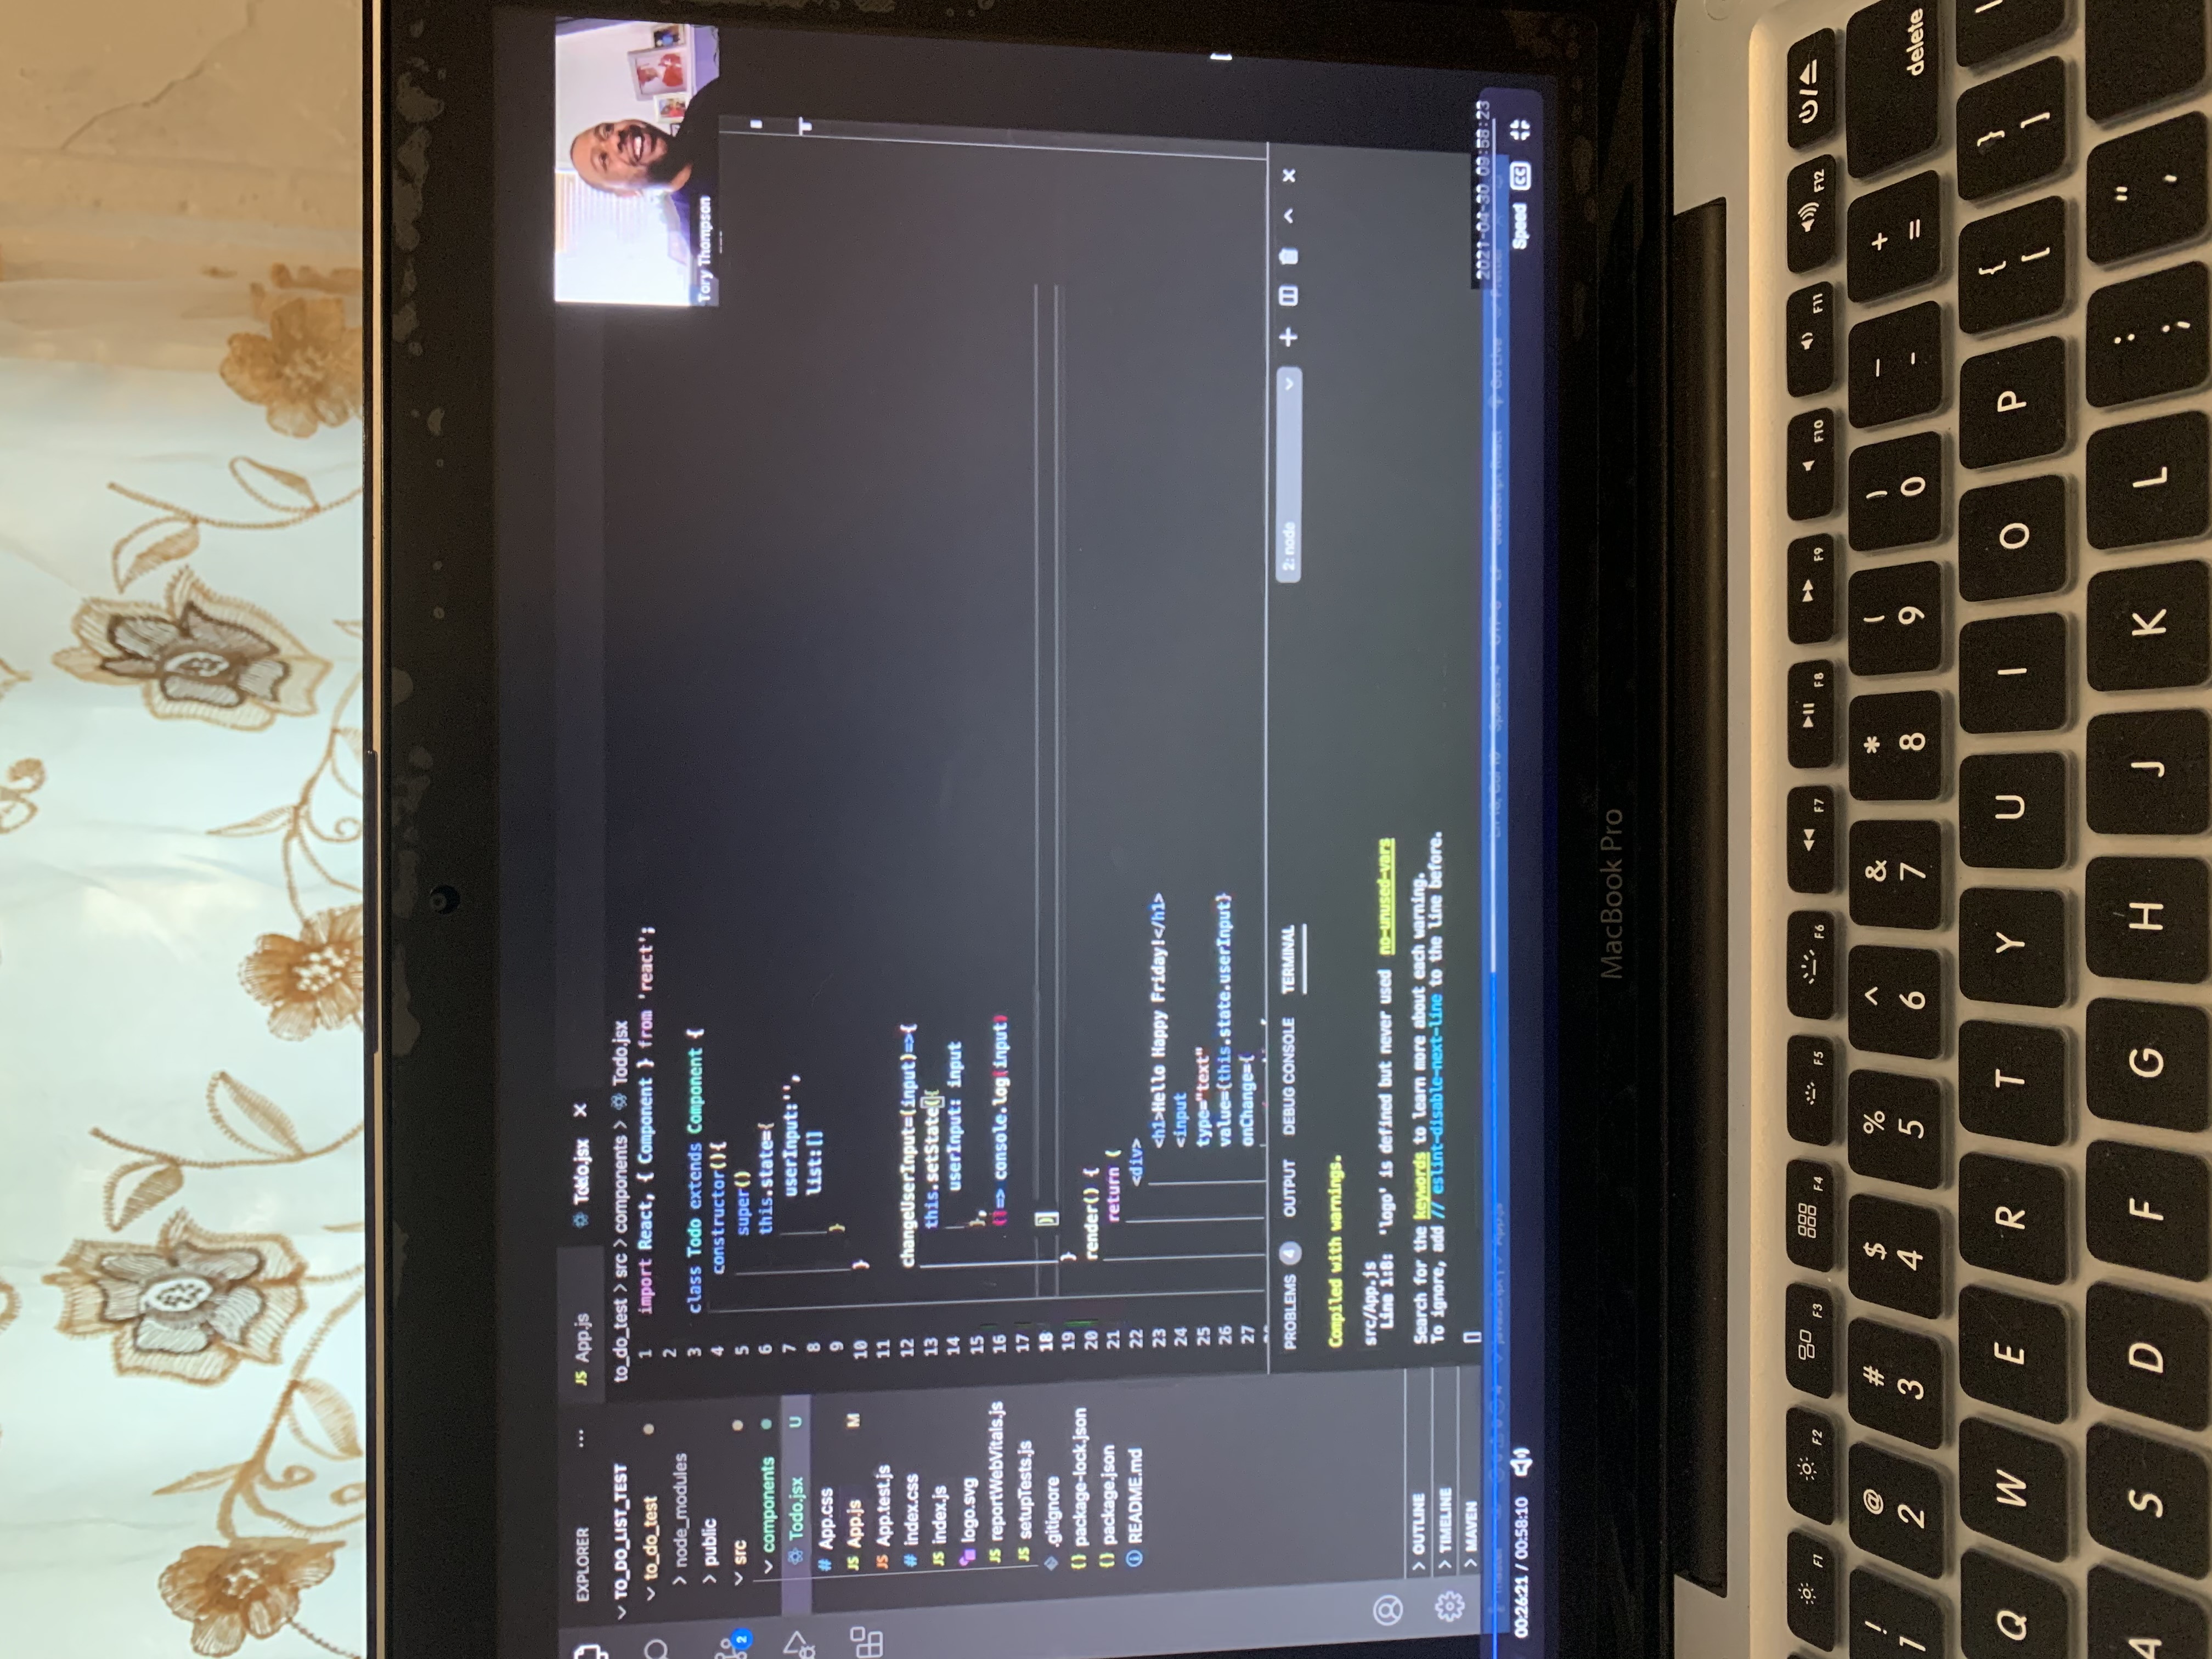 EXPLORER ...
TO_DO_LIST_TEST
to_do_test
node_modules
public
src
components
Todo.jsx U
App.css
JS App.js M
JS App.test.js
index.css
JS index.js
logo.svg
JS reportWebVitals.js
JS setupTests.js
.gitignore
{} package-lock.json
{} package.json
README.md
2
> OUTLINE
> TIMELINE
> MAVEN
JS App.js
Todo.jsx
to_do_test > src > components > Todo.jsx
1 import React, { Component } from 'react';
2
3 class Todo extends Component {
4 constructor(){
5 super()
6 this.state={
7 userInput:'',
8 list:[]
9 }
10 }
11
12 changeUserInput=(input)=>{
13 this.setState({
14 userInput: input
15 },
16 ()=> console.log(input)
17
18 )
19 }
20 render() {
21 return (
22 <div>
23 <h1>Hello Happy Friday!</h1>
24 <input
25 type="text"
26 value={this.state.userInput}
27 onChange={
Tory Thompson
PROBLEMS 4 OUTPUT DEBUG CONSOLE TERMINAL 2: node
Compiled with warnings.
src/App.js
Line 1:8: 'logo' is defined but never used no-unused-vars
Search for the keywords to learn more about each warning.
To ignore, add // eslint-disable-next-line to the line before.
2021-04-30 09:58:23
00:26:21 / 00:58:10
Speed CC
MacBook Pro
F1 F2 F3 F4 F5 F6 F7 F8 F9 F10 F11 F12
! @ # $ % ^ & * ( ) — +
1 2 3 4 5 6 7 8 9 0 - = delete
Q W E R T Y U I O P { [ } ]
A S D F G H J K L : ; " '